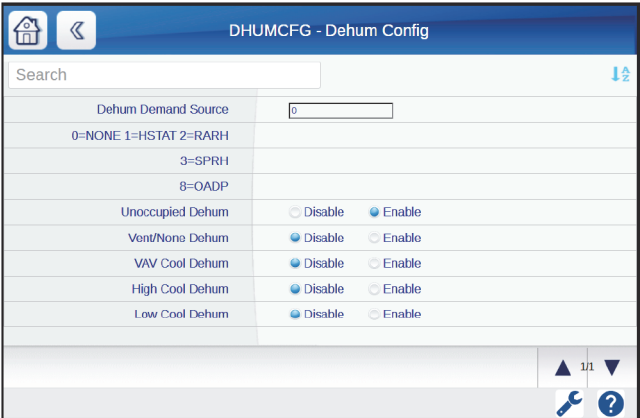 DHUMCFG - Dehum Config
Search
Dehum Demand Source 0
0=NONE 1=HSTAT 2=RARH
3=SPRH
8=OADP
Unoccupied Dehum Disable Enable
Vent/None Dehum Disable Enable
VAV Cool Dehum Disable Enable
High Cool Dehum Disable Enable
Low Cool Dehum Disable Enable
1/1